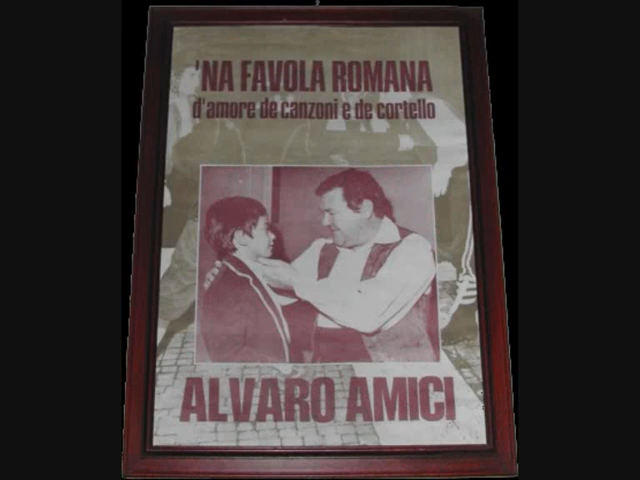 'NA FAVOLA ROMANA
d'amore de canzoni e de cortello
ALVARO AMICI